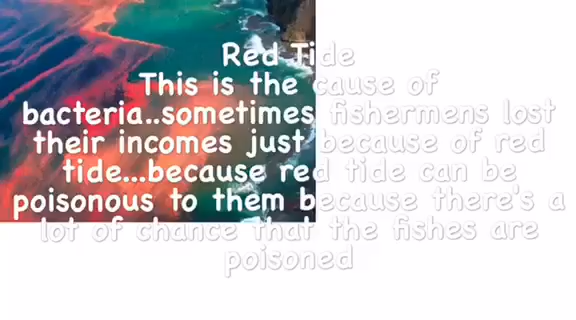 Red Tide
This is the cause of
bacteria..sometimes fishermens lost
their incomes just because of red
tide...because red tide can be
poisonous to them because there's a
lot of chance that the fishes are
poisoned